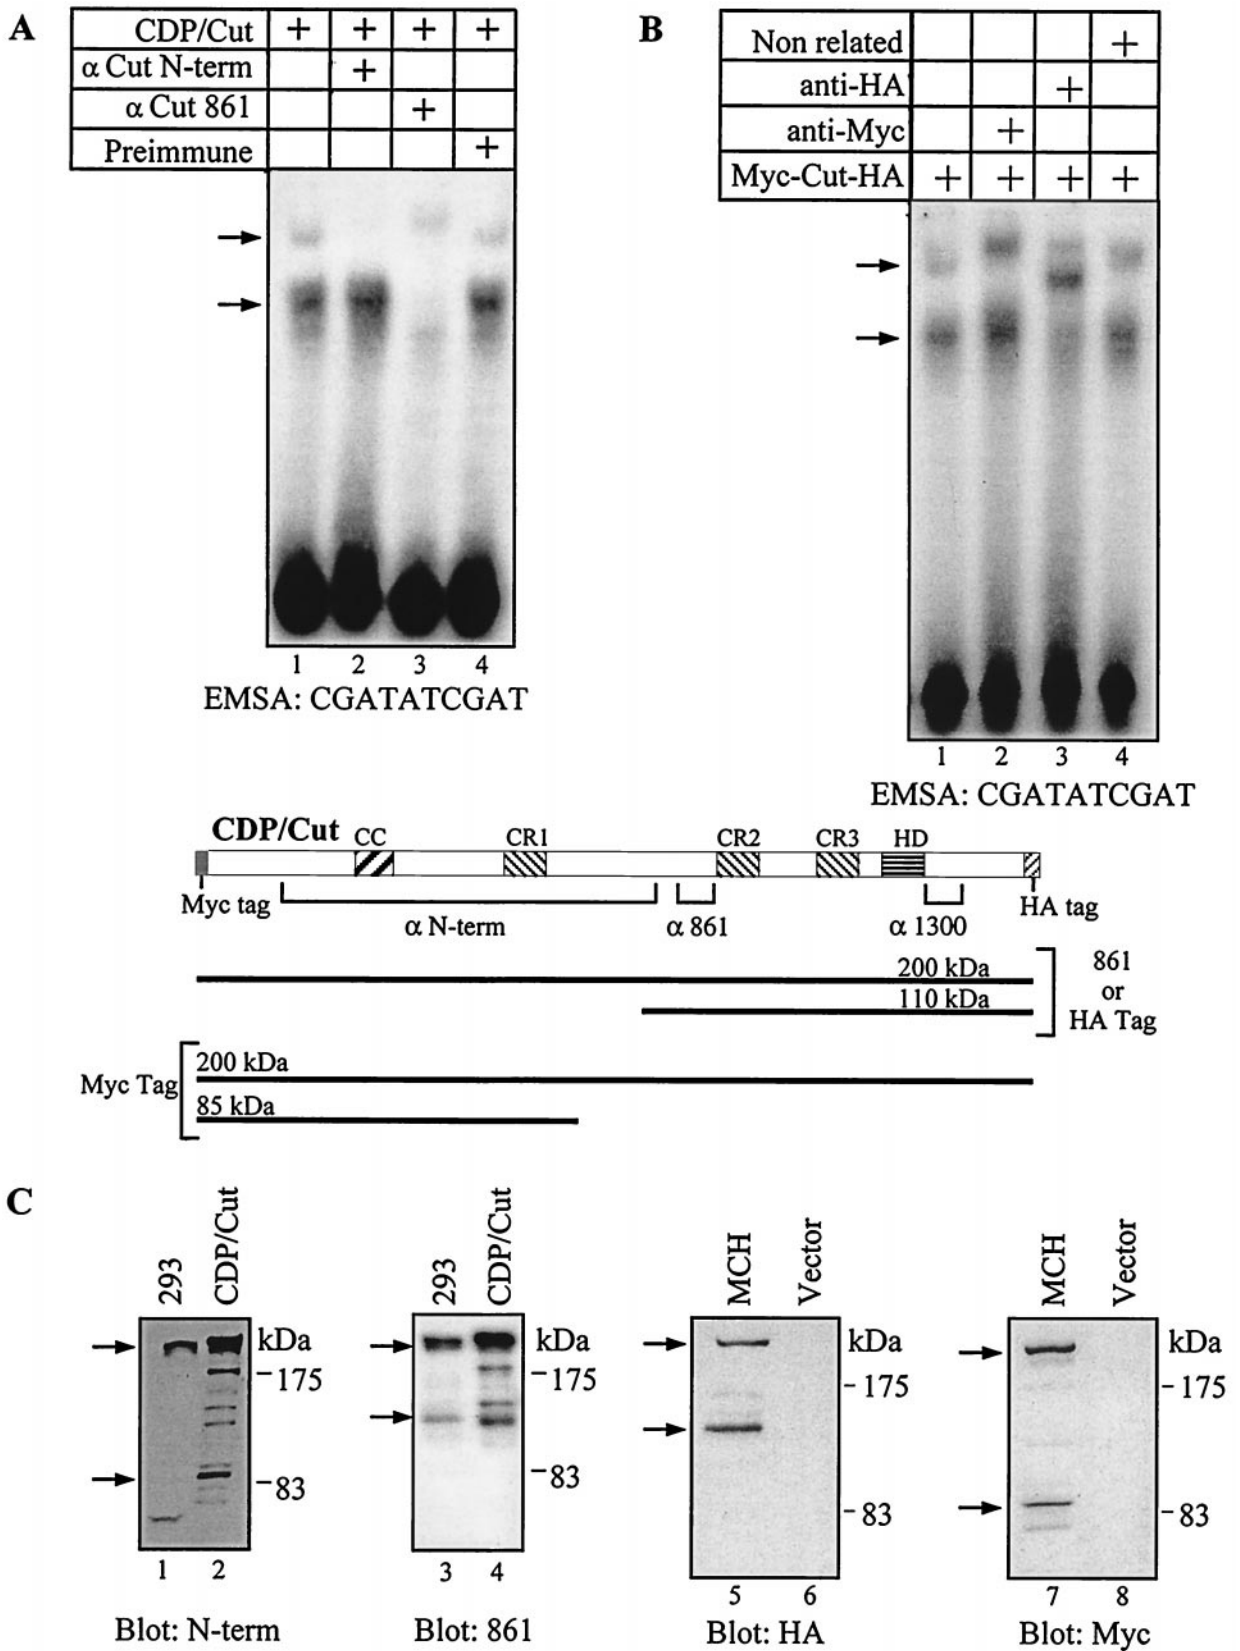 A
CDP/Cut + + + +
α Cut N-term +
α Cut 861 +
Preimmune +
1 2 3 4
EMSA: CGATATCGAT
B
Non related +
anti-HA +
anti-Myc +
Myc-Cut-HA + + + +
1 2 3 4
EMSA: CGATATCGAT
CDP/Cut CC CR1 CR2 CR3 HD
Myc tag HA tag
α N-term α 861 α 1300
200 kDa
110 kDa
861
or
HA Tag
Myc Tag
200 kDa
85 kDa
C
293 CDP/Cut
kDa
-175
-83
1 2
Blot: N-term
293 CDP/Cut
kDa
-175
-83
3 4
Blot: 861
MCH Vector
kDa
-175
-83
5 6
Blot: HA
MCH Vector
kDa
-175
-83
7 8
Blot: Myc